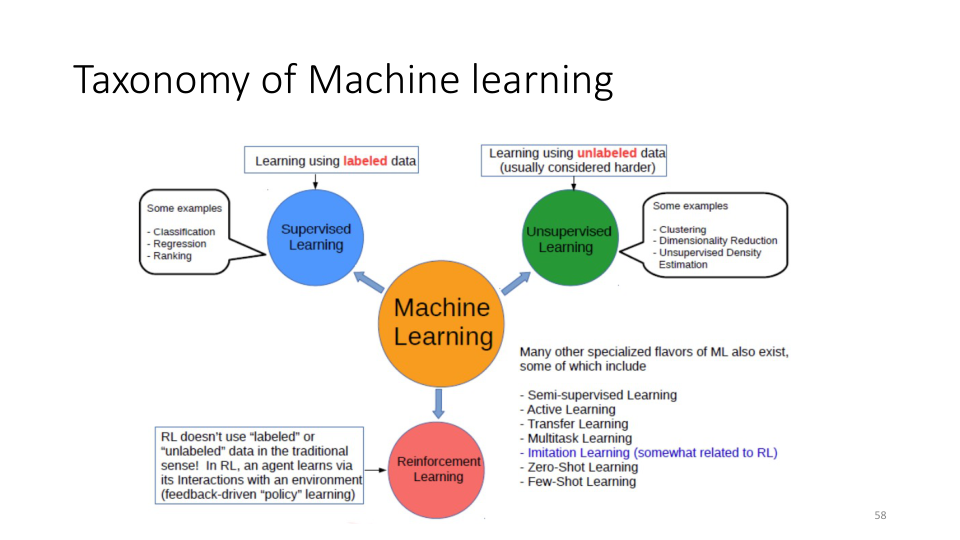 Taxonomy of Machine learning
Learning using labeled data
Learning using unlabeled data
(usually considered harder)
Some examples
- Classification
- Regression
- Ranking
Supervised
Learning
Unsupervised
Learning
Some examples
- Clustering
- Dimensionality Reduction
- Unsupervised Density
Estimation
Machine
Learning
Many other specialized flavors of ML also exist,
some of which include
- Semi-supervised Learning
- Active Learning
- Transfer Learning
- Multitask Learning
- Imitation Learning (somewhat related to RL)
- Zero-Shot Learning
- Few-Shot Learning
RL doesn't use “labeled” or
“unlabeled” data in the traditional
sense! In RL, an agent learns via
its Interactions with an environment
(feedback-driven “policy” learning)
Reinforcement
Learning
58